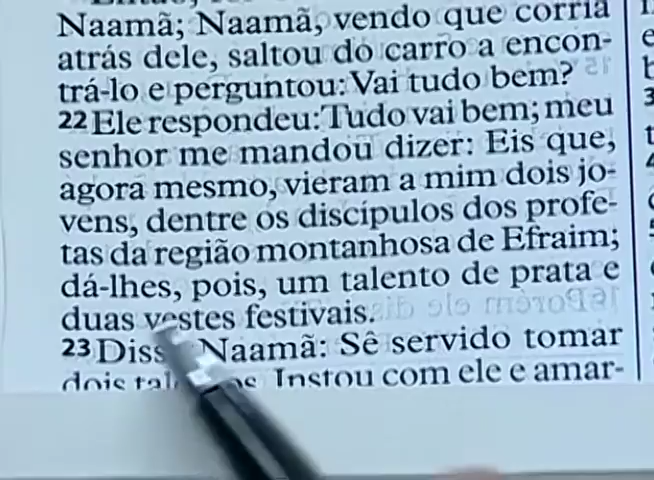 Naamã; Naamã, vendo que corria
atrás dele, saltou do carro a encon-
trá-lo e perguntou: Vai tudo bem?
22 Ele respondeu: Tudo vai bem; meu
senhor me mandou dizer: Eis que,
agora mesmo, vieram a mim dois jo-
vens, dentre os discípulos dos profe-
tas da região montanhosa de Efraim;
dá-lhes, pois, um talento de prata e
duas vestes festivais.
23 Disse Naamã: Sê servido tomar
dois Instou com ele e amar-